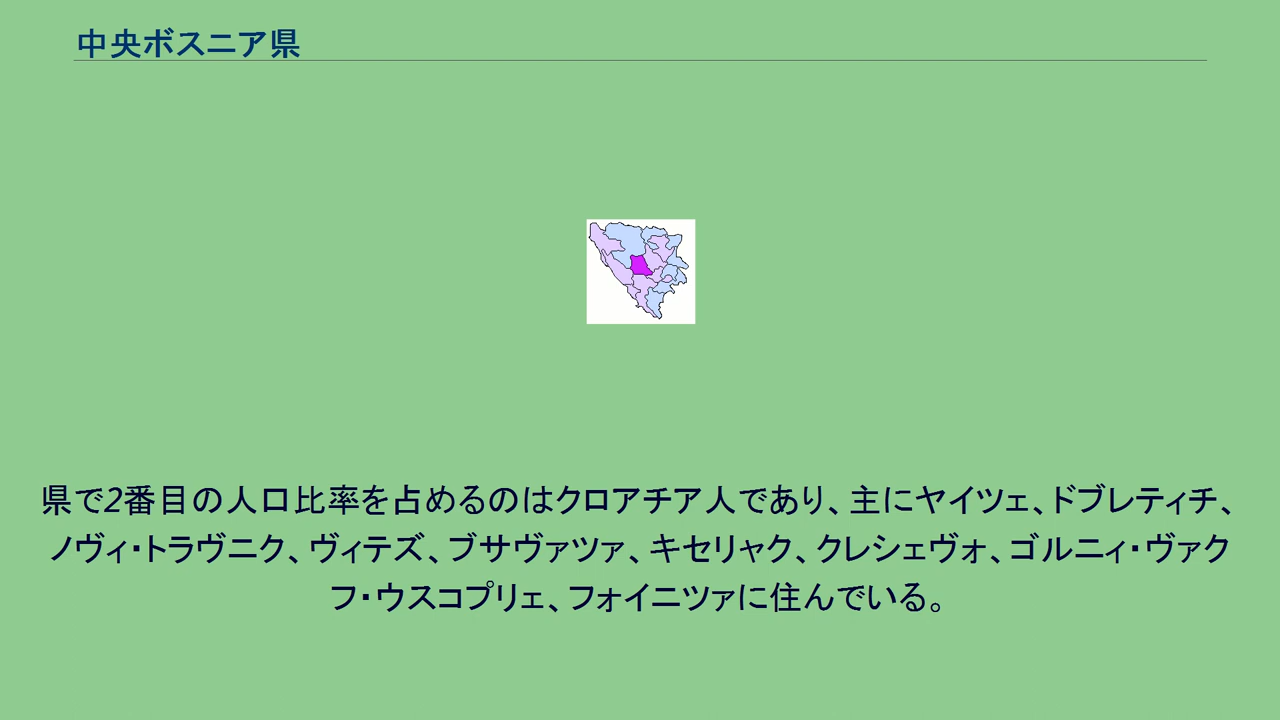 中央ボスニア県
県で2番目の人口比率を占めるのはクロアチア人であり、主にヤイツェ、ドブレティチ、
ノヴィ・トラヴニク、ヴィテズ、ブサヴァツァ、キセリャク、クレシェヴォ、ゴルニィ・ヴァク
フ・ウスコプリェ、フォイニツァに住んでいる。